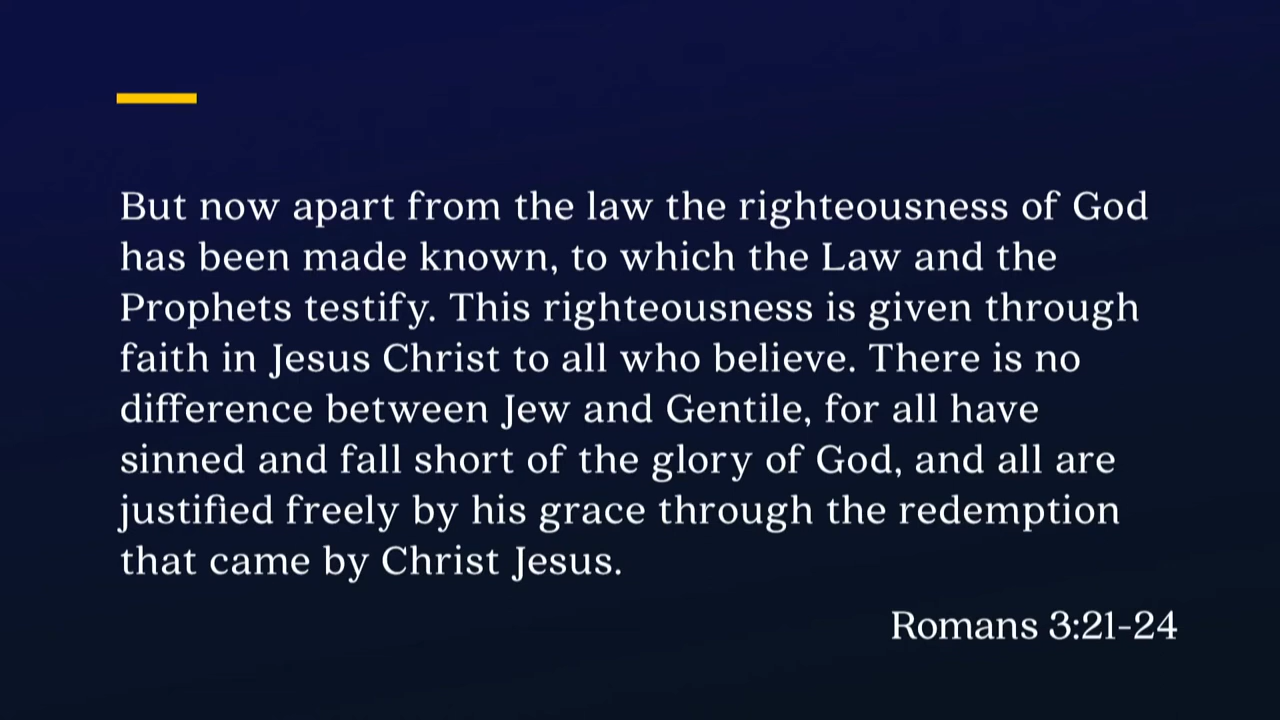 But now apart from the law the righteousness of God
has been made known, to which the Law and the
Prophets testify. This righteousness is given through
faith in Jesus Christ to all who believe. There is no
difference between Jew and Gentile, for all have
sinned and fall short of the glory of God, and all are
justified freely by his grace through the redemption
that came by Christ Jesus.
Romans 3:21-24